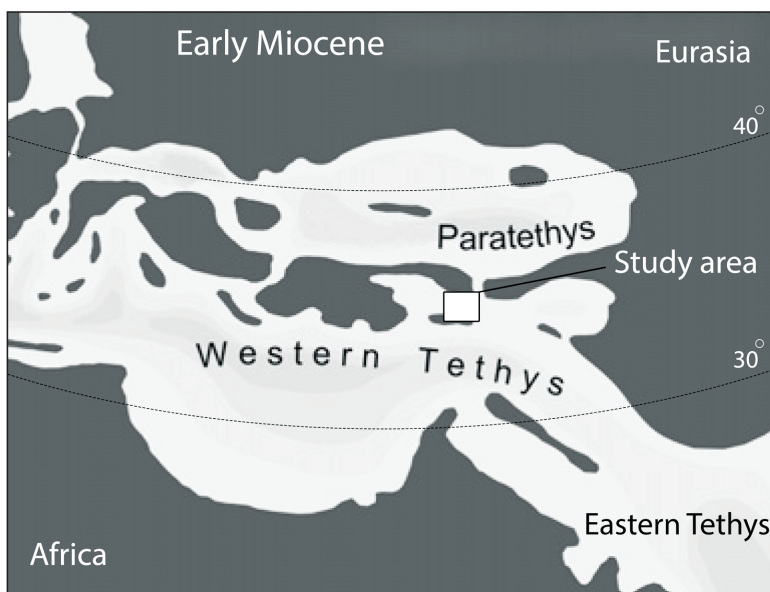 Early Miocene
Eurasia
40°
Paratethys
Study area
Western Tethys
30°
Eastern Tethys
Africa